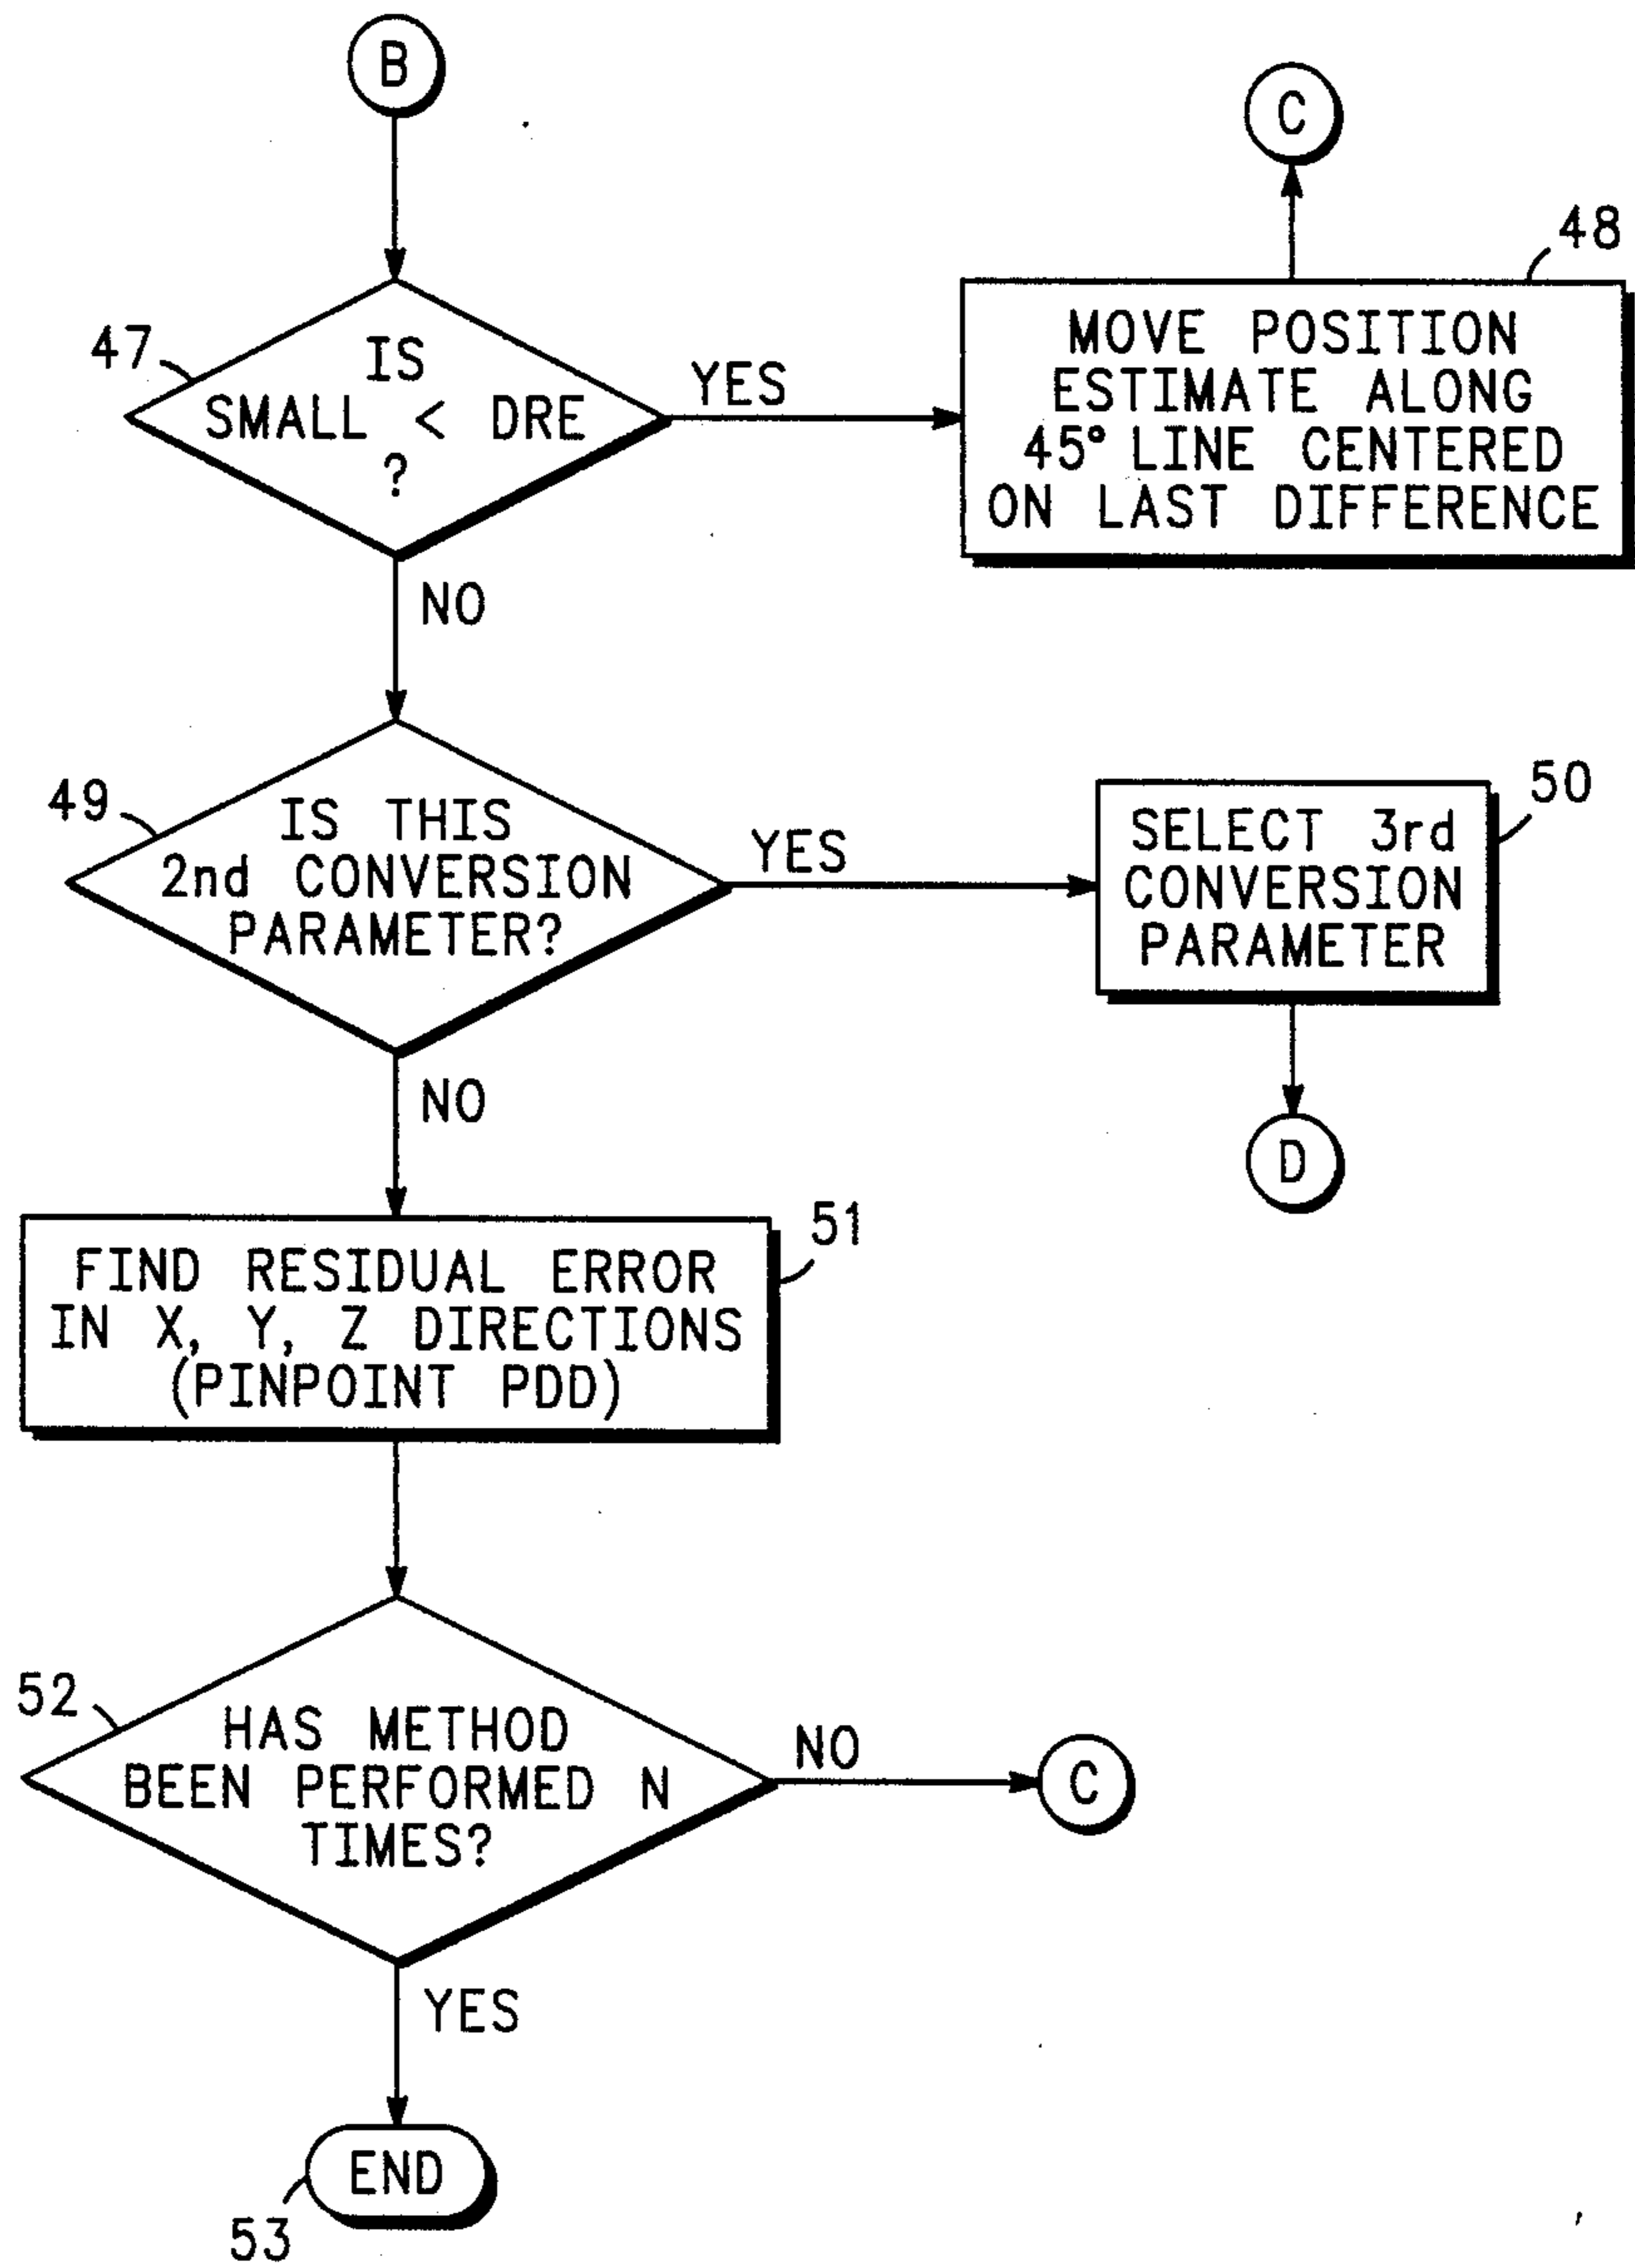 B
C
48
MOVE POSITION
ESTIMATE ALONG
45° LINE CENTERED
ON LAST DIFFERENCE
47
IS
SMALL < DRE
?
YES
NO
49
IS THIS
2nd CONVERSION
PARAMETER?
YES
50
SELECT 3rd
CONVERSION
PARAMETER
D
NO
51
FIND RESIDUAL ERROR
IN X, Y, Z DIRECTIONS
(PINPOINT PDD)
52
HAS METHOD
BEEN PERFORMED N
TIMES?
NO
C
YES
END
53